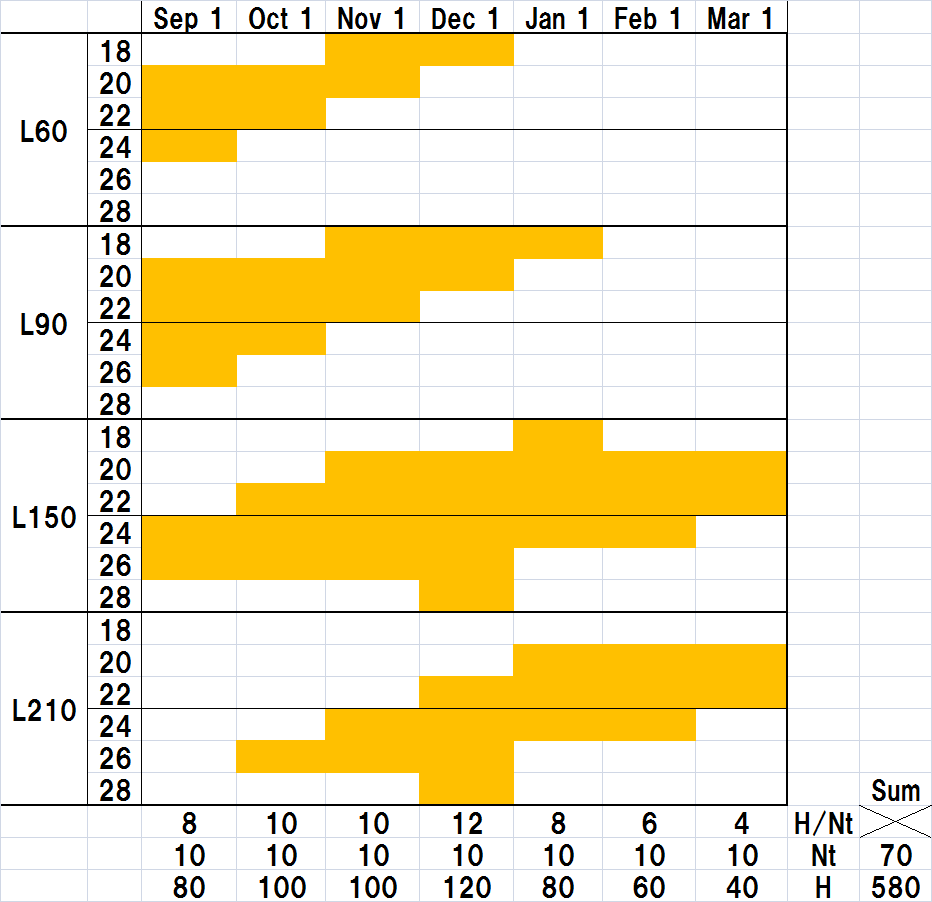 Sep 1 Oct 1 Nov 1 Dec 1 Jan 1 Feb 1 Mar 1
L60
18
20
22
24
26
28
L90
18
20
22
24
26
28
L150
18
20
22
24
26
28
L210
18
20
22
24
26
28
Sum
8 10 10 12 8 6 4 H/Nt
10 10 10 10 10 10 10 Nt 70
80 100 100 120 80 60 40 H 580